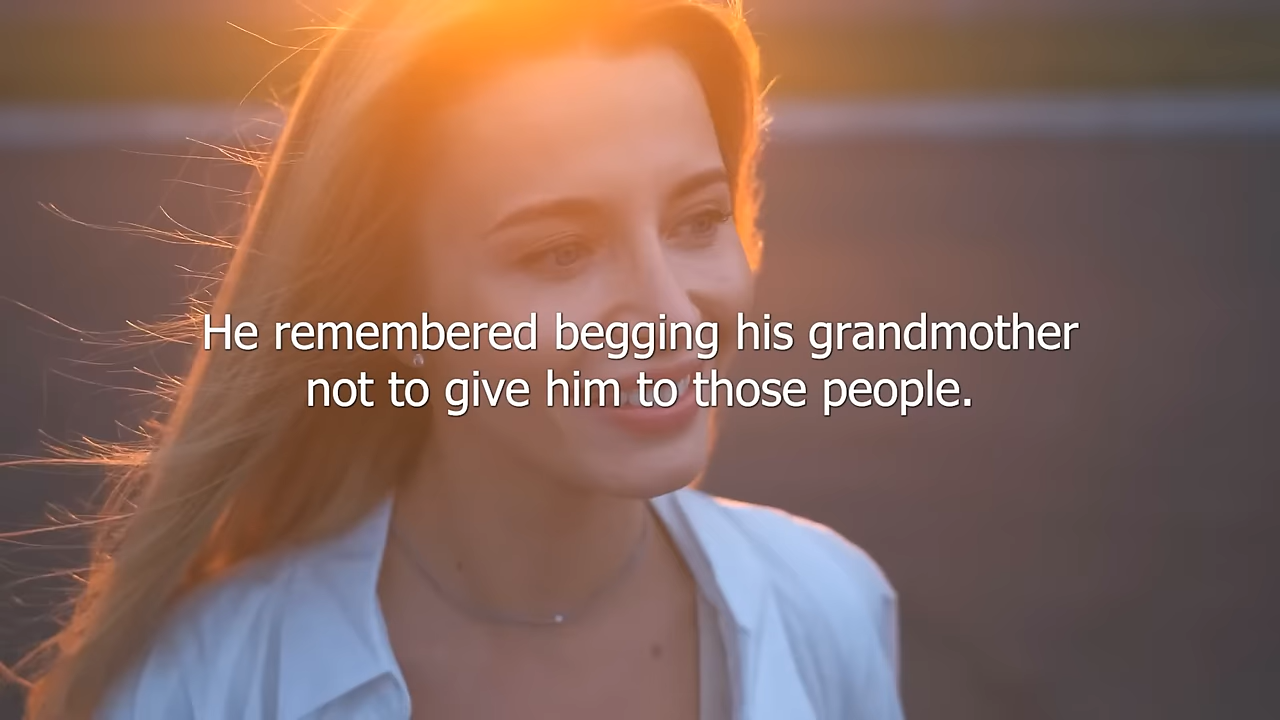 He remembered begging his grandmother
not to give him to those people.